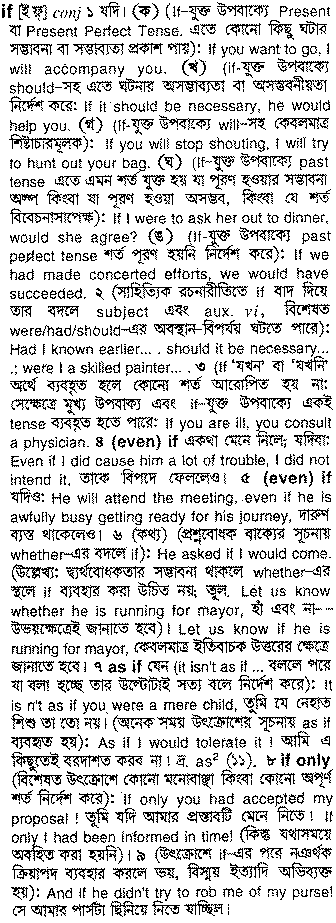 if [ইফ্] conj ১ যদি। (ক) (If-যুক্ত উপবাক্যে Present
বা Present Perfect Tense. এতে কোনো কিছু ঘটার
সম্ভাবনা বা সম্ভাব্যতা প্রকাশ পায়): If you want to go, I
will accompany you. (খ) (If-যুক্ত উপবাক্যে
should–সহ এতে ঘটনার অসম্ভাব্যতা বা অসম্ভবনীয়তা
নির্দেশ করে: If it should be necessary, he would
help you. (গ) (If-যুক্ত উপবাক্যে will–সহ কেবলমাত্র
শিষ্টাচারমূলক): If you will stop shouting, I will try
to hunt out your bag. (ঘ) (If-যুক্ত উপবাক্যে past
tense এতে এমন শর্ত যুক্ত হয় যা পূরণ হওয়ার সম্ভাবনা
অল্প কিংবা যা পূরণ হওয়া অসম্ভব, কিংবা যে শর্ত
বিবেচনাসাপেক্ষ): If I were to ask her out to dinner,
would she agree? (ঙ) (If-যুক্ত উপবাক্যে past
perfect tense শর্ত পূরণ হয়নি নির্দেশ করে): If we
had made concerted efforts, we would have
succeeded. ২ (সাহিত্যিক রচনারীতিতে if বাদ দিয়ে
তার বদলে subject এবং aux. vi, বিশেষত
were/had/should–এর অবস্থান–বিপর্যয় ঘটতে পারে):
Had I known earlier... . should it be necessary...
.; were I a skilled painter... . ৩ (If ‘যখন’ বা ‘যখনি’
অর্থে ব্যবহৃত হলে কোনো শর্ত আরোপিত হয় না;
সেক্ষেত্রে মুখ্য উপবাক্য এবং if–যুক্ত উপবাক্যে একই
tense ব্যবহৃত হতে পারে: If you are ill, you consult
a physician. ৪ (even) if একথা মেনে নিলে; যদিবা:
Even if I did cause him a lot of trouble, I did not
intend it, তাকে বিপদে ফেললেও। ৫ (even) if
যদিও: He will attend the meeting, even if he is
awfully busy getting ready for his journey, দারুণ
ব্যস্ত থাকলেও। ৬ (কথ্য) (প্রশ্নবোধক বাক্যের সূচনায়
whether–এর বদলে if): He asked if I would come.
(উল্লেখ্য: দ্ব্যর্থবোধকতার সম্ভাবনা থাকলে whether–এর
স্থলে if ব্যবহার করা উচিত নয়; তুল. Let us know
whether he is running for mayor, হাঁ এবং না––
উভয়ক্ষেত্রেই জানাতে হবে)। Let us know if he is
running for mayor, কেবলমাত্র ইতিবাচক উত্তরের ক্ষেত্রে
জানাতে হবে। ৭ as if যেন (it isn't as if ... বললে পরে
যা বলা হচ্ছে তার উল্টোটাই সত্য বলে নির্দেশ করে): It
is n't as if you were a mere child, তুমি যে নেহাত
শিশু তা তো নয়। (অনেক সময় উৎক্রোশের সূচনায় as if
ব্যবহৃত হয়): As if I would tolerate it ! আমি এ
কিছুতেই বরদাশত করব না ! দ্র. as² (১১). ৮ if only
(বিশেষত উৎক্রোশে কোনো মনোবাঞ্ছা কিংবা কোনো অপূর্ণ
শর্ত নির্দেশ করে): If only you had accepted my
proposal ! তুমি যদি আমার প্রস্তাবটি মেনে নিতে ! If
only I had been informed in time! (কিন্তু যথাসময়ে
অবহিত করা হয়নি)। ৯ (উৎক্রোশে if–এর পরে নঞর্থক
ক্রিয়াপদ ব্যবহার করলে ভয়, বিস্ময় ইত্যাদি অভিব্যক্ত
হয়): And if he didn't try to rob me of my purse!
সে আমার পার্সটা ছিনিয়ে নিতে যাচ্ছিল।